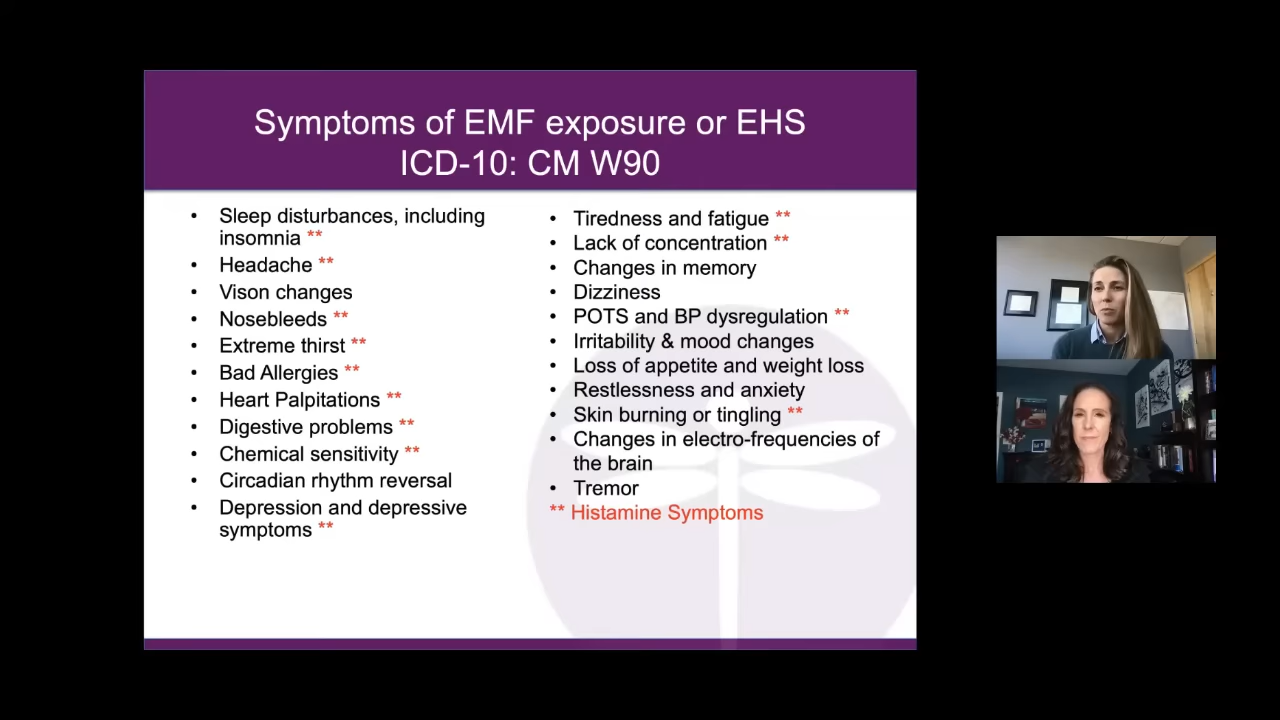 Symptoms of EMF exposure or EHS
ICD-10: CM W90
• Sleep disturbances, including
insomnia **
• Headache **
• Vison changes
• Nosebleeds **
• Extreme thirst **
• Bad Allergies **
• Heart Palpitations **
• Digestive problems **
• Chemical sensitivity **
• Circadian rhythm reversal
• Depression and depressive
symptoms **
• Tiredness and fatigue **
• Lack of concentration **
• Changes in memory
• Dizziness
• POTS and BP dysregulation **
• Irritability & mood changes
• Loss of appetite and weight loss
• Restlessness and anxiety
• Skin burning or tingling **
• Changes in electro-frequencies of
the brain
• Tremor
** Histamine Symptoms